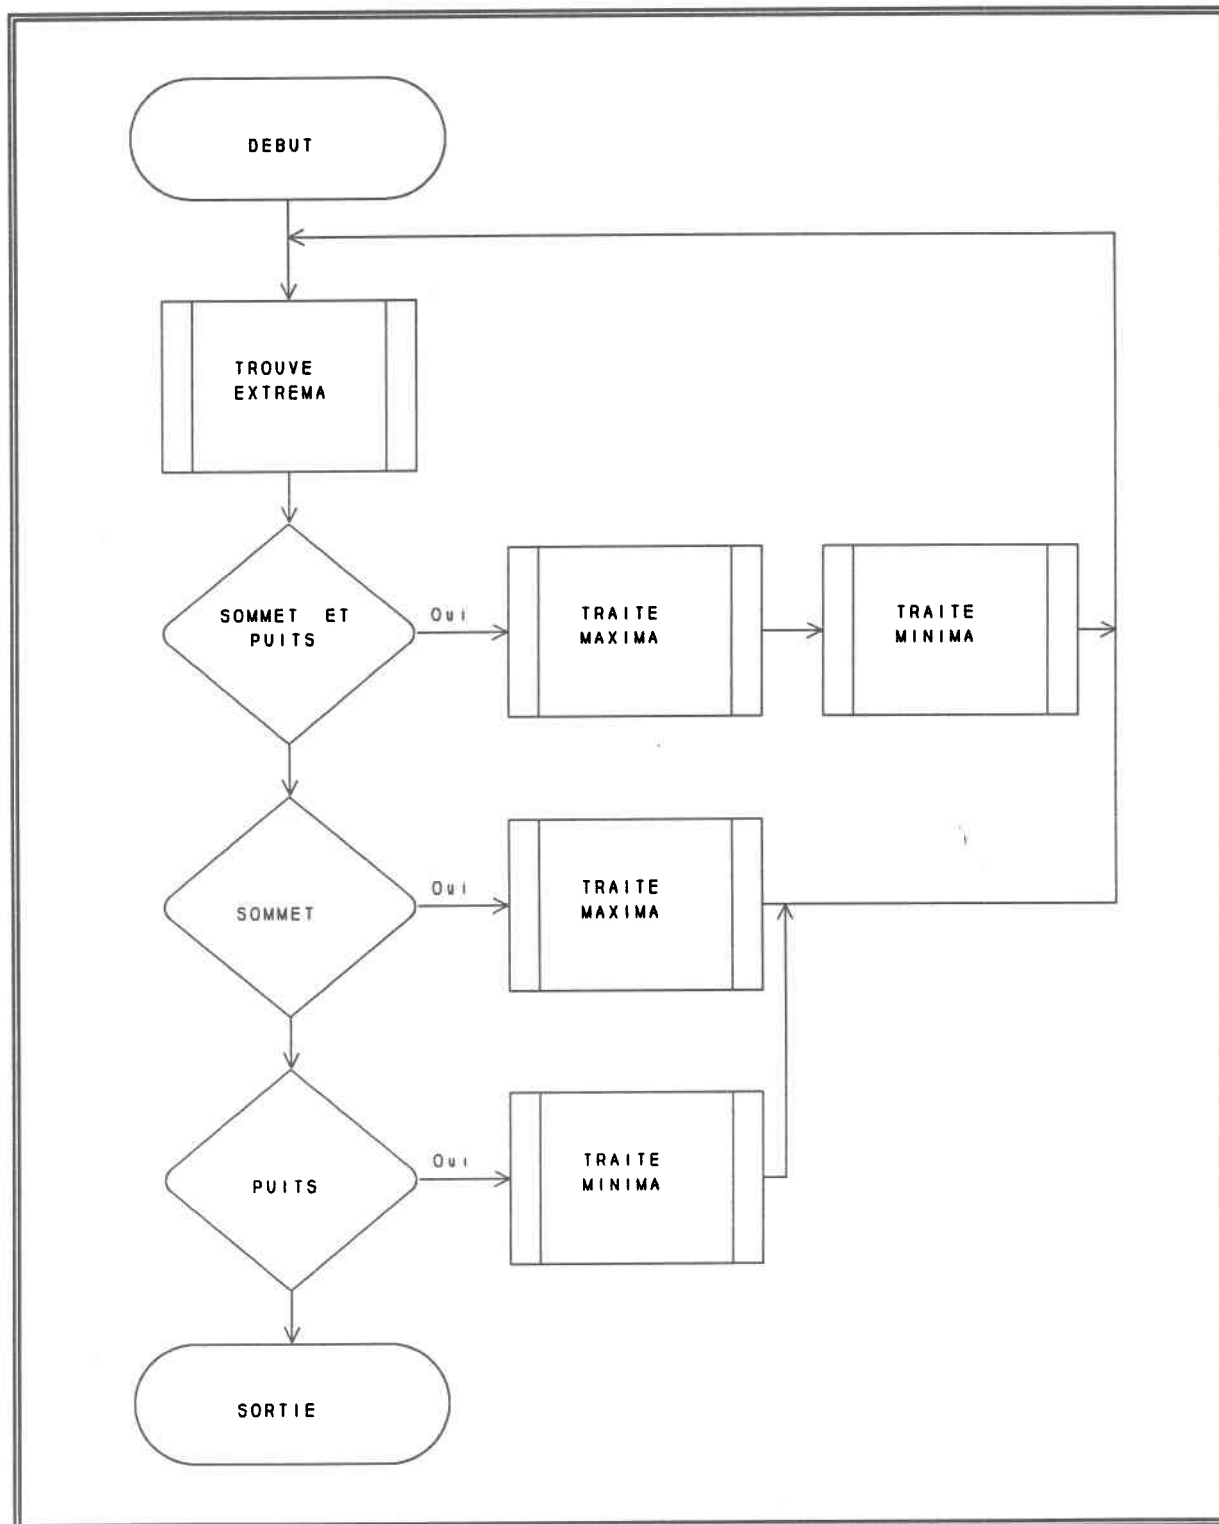 DEBUT
TROUVE
EXTREMA
SOMMET ET
PUITS
Oui
TRAITE
MAXIMA
TRAITE
MINIMA
SOMMET
Oui
TRAITE
MAXIMA
PUITS
Oui
TRAITE
MINIMA
SORTIE